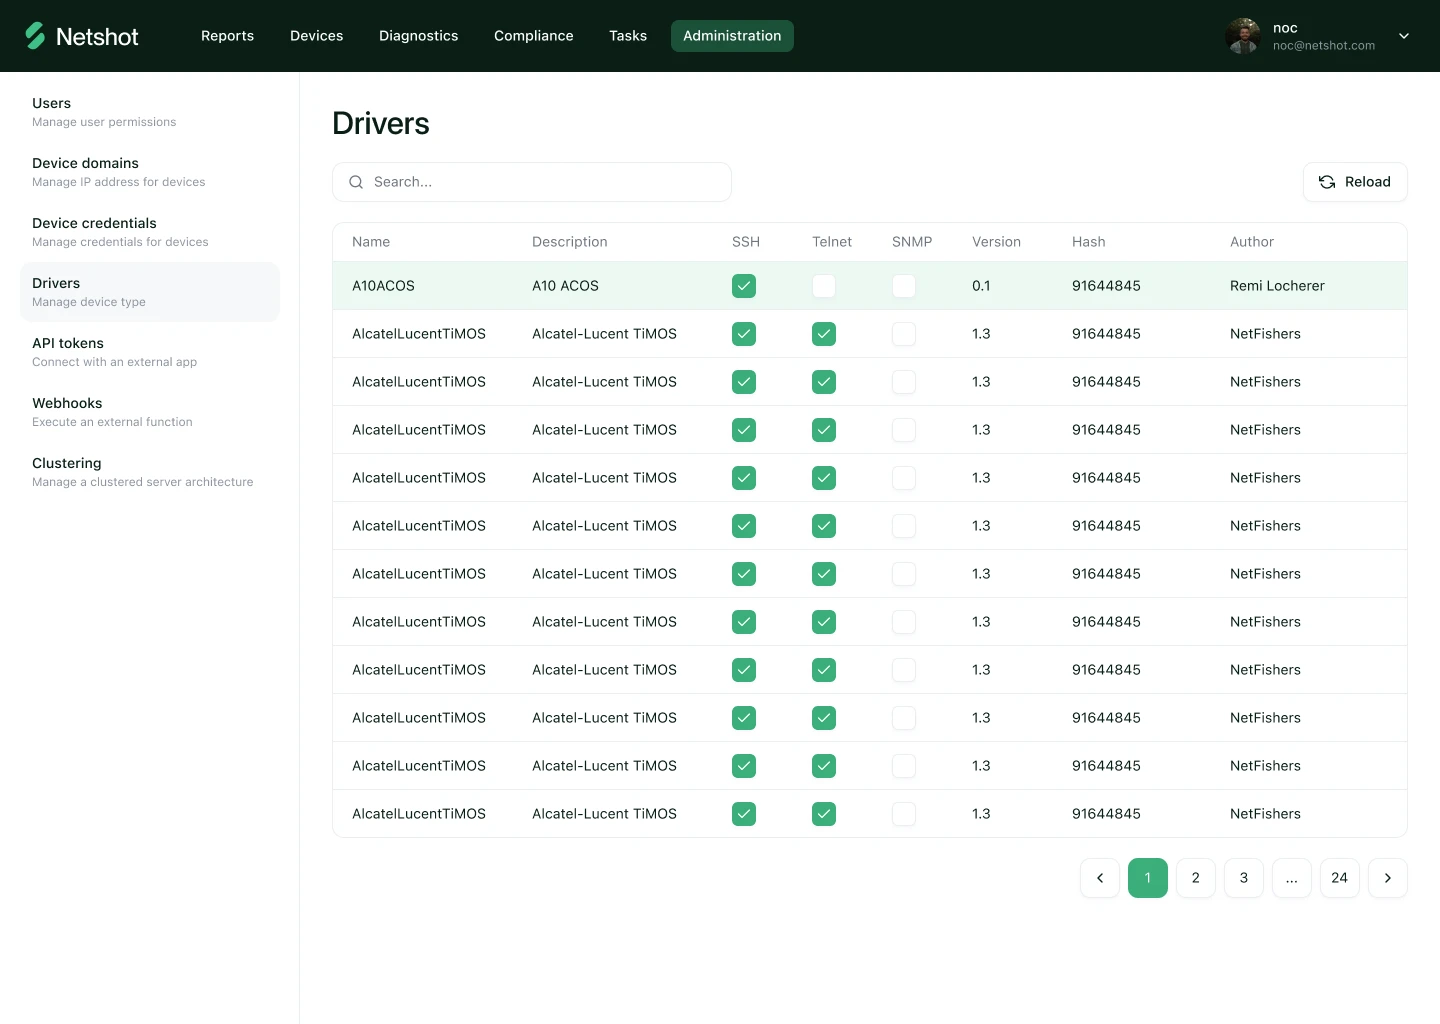 Netshot
Reports Devices Diagnostics Compliance Tasks Administration
noc
noc@netshot.com
Users
Manage user permissions
Device domains
Manage IP address for devices
Device credentials
Manage credentials for devices
Drivers
Manage device type
API tokens
Connect with an external app
Webhooks
Execute an external function
Clustering
Manage a clustered server architecture
Drivers
Search...
Reload
Name Description SSH Telnet SNMP Version Hash Author
A10ACOS A10 ACOS 0.1 91644845 Remi Locherer
AlcatelLucentTiMOS Alcatel-Lucent TiMOS 1.3 91644845 NetFishers
AlcatelLucentTiMOS Alcatel-Lucent TiMOS 1.3 91644845 NetFishers
AlcatelLucentTiMOS Alcatel-Lucent TiMOS 1.3 91644845 NetFishers
AlcatelLucentTiMOS Alcatel-Lucent TiMOS 1.3 91644845 NetFishers
AlcatelLucentTiMOS Alcatel-Lucent TiMOS 1.3 91644845 NetFishers
AlcatelLucentTiMOS Alcatel-Lucent TiMOS 1.3 91644845 NetFishers
AlcatelLucentTiMOS Alcatel-Lucent TiMOS 1.3 91644845 NetFishers
AlcatelLucentTiMOS Alcatel-Lucent TiMOS 1.3 91644845 NetFishers
AlcatelLucentTiMOS Alcatel-Lucent TiMOS 1.3 91644845 NetFishers
AlcatelLucentTiMOS Alcatel-Lucent TiMOS 1.3 91644845 NetFishers
AlcatelLucentTiMOS Alcatel-Lucent TiMOS 1.3 91644845 NetFishers
1 2 3 ... 24